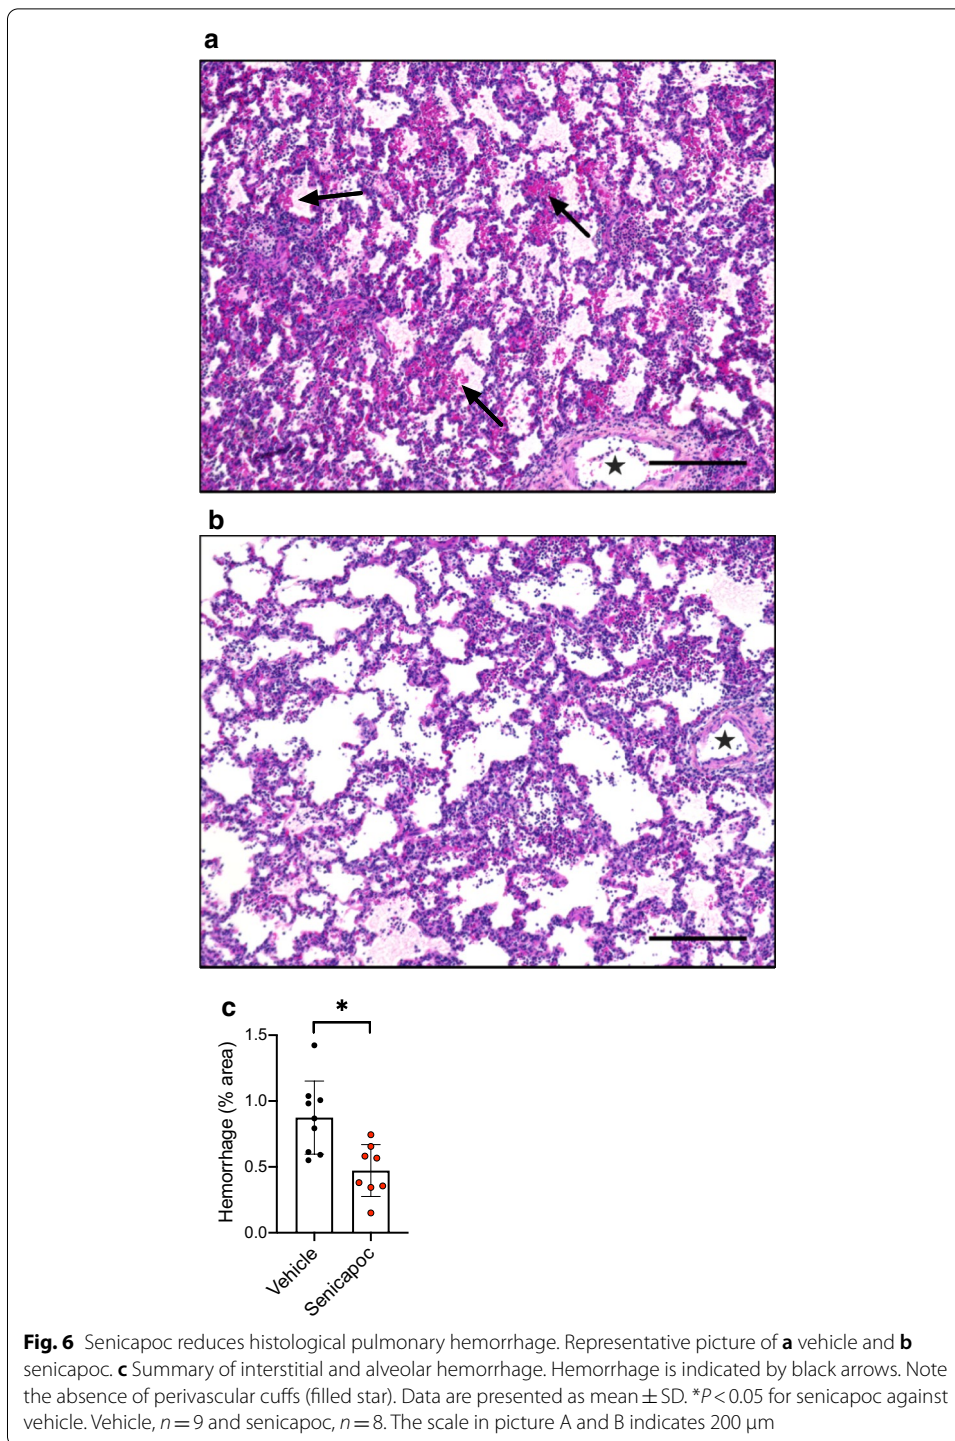 a
b
c
*
1.5
1.0
0.5
0.0
Hemorrhage (% area)
Vehicle
Senicapoc
Fig. 6 Senicapoc reduces histological pulmonary hemorrhage. Representative picture of a vehicle and b
senicapoc. c Summary of interstitial and alveolar hemorrhage. Hemorrhage is indicated by black arrows. Note
the absence of perivascular cuffs (filled star). Data are presented as mean ± SD. *P < 0.05 for senicapoc against
vehicle. Vehicle, n = 9 and senicapoc, n = 8. The scale in picture A and B indicates 200 μm